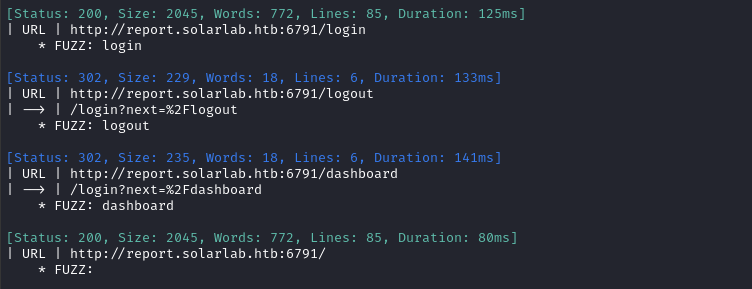 [Status: 200, Size: 2045, Words: 772, Lines: 85, Duration: 125ms]
| URL | http://report.solarlab.htb:6791/login
    * FUZZ: login

[Status: 302, Size: 229, Words: 18, Lines: 6, Duration: 133ms]
| URL | http://report.solarlab.htb:6791/logout
| --> | /login?next=%2Flogout
    * FUZZ: logout

[Status: 302, Size: 235, Words: 18, Lines: 6, Duration: 141ms]
| URL | http://report.solarlab.htb:6791/dashboard
| --> | /login?next=%2Fdashboard
    * FUZZ: dashboard

[Status: 200, Size: 2045, Words: 772, Lines: 85, Duration: 80ms]
| URL | http://report.solarlab.htb:6791/
    * FUZZ: